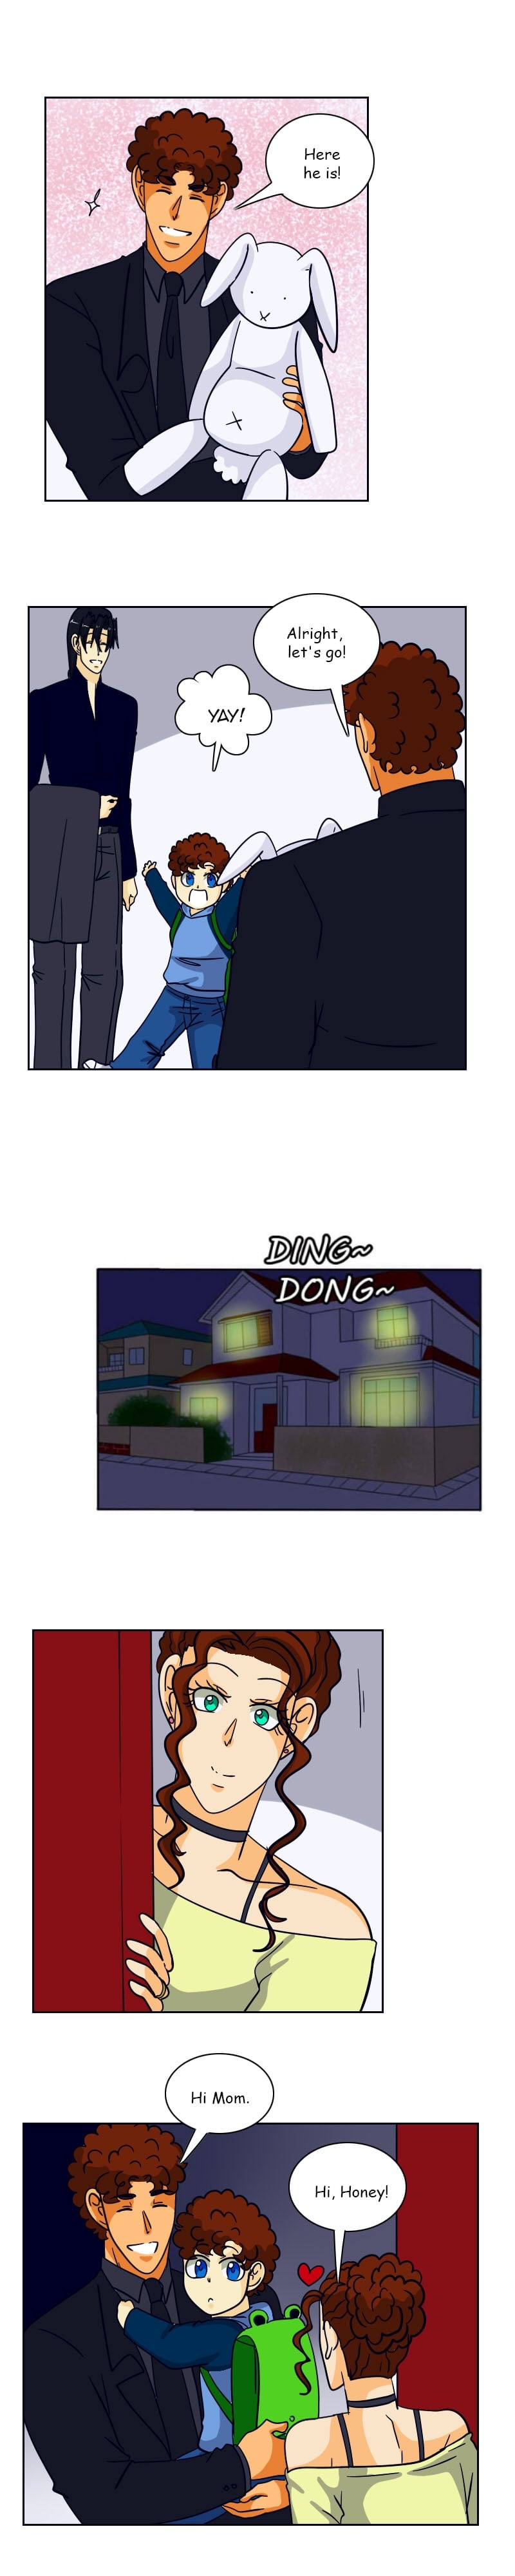 Here
he is!
Alright,
let's go!
YAY!
DING~
DONG~
Hi Mom.
Hi, Honey!